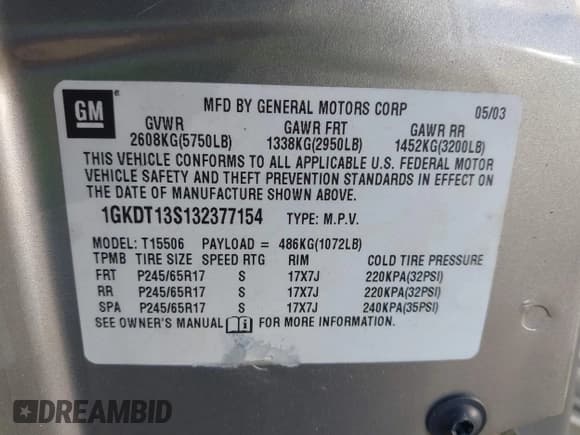 GM
MFD BY GENERAL MOTORS CORP 05/03
GVWR GAWR FRT GAWR RR
2608KG(5750LB) 1338KG(2950LB) 1452KG(3200LB)
THIS VEHICLE CONFORMS TO ALL APPLICABLE U.S. FEDERAL MOTOR
VEHICLE SAFETY AND THEFT PREVENTION STANDARDS IN EFFECT ON
THE DATE OF MANUFACTURE SHOWN ABOVE.
1GKDT13S132377154 TYPE: M.P.V.
MODEL: T15506 PAYLOAD = 486KG(1072LB)
TPMB TIRE SIZE SPEED RTG RIM COLD TIRE PRESSURE
FRT P245/65R17 S 17X7J 220KPA(32PSI)
RR P245/65R17 S 17X7J 220KPA(32PSI)
SPA P245/65R17 S 17X7J 240KPA(35PSI)
SEE OWNER'S MANUAL FOR MORE INFORMATION.
DREAMBID